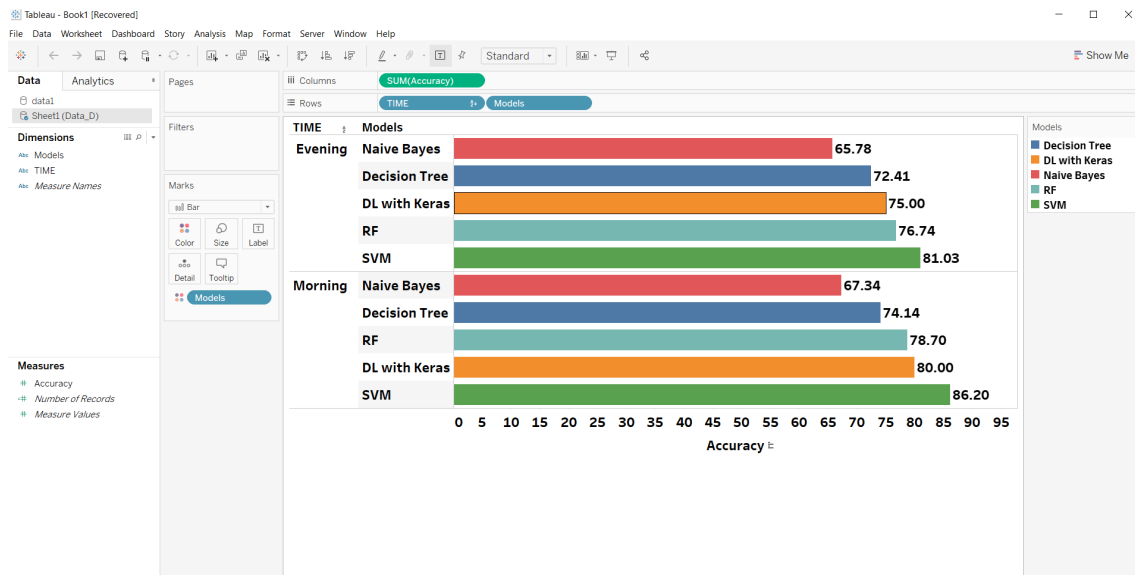 Tableau - Book1 [Recovered]
File Data Worksheet Dashboard Story Analysis Map Format Server Window Help
Standard
Show Me
Data Analytics
data1
Sheet1 (Data_D)
Dimensions
Abc Models
Abc TIME
Abc Measure Names
Measures
# Accuracy
=# Number of Records
# Measure Values
Pages
Filters
Marks
Bar
Color Size Label
Detail Tooltip
Models
Columns SUM(Accuracy)
Rows TIME Models
TIME Models
Evening Naive Bayes 65.78
Decision Tree 72.41
DL with Keras 75.00
RF 76.74
SVM 81.03
Morning Naive Bayes 67.34
Decision Tree 74.14
RF 78.70
DL with Keras 80.00
SVM 86.20
0 5 10 15 20 25 30 35 40 45 50 55 60 65 70 75 80 85 90 95
Accuracy
Models
Decision Tree
DL with Keras
Naive Bayes
RF
SVM